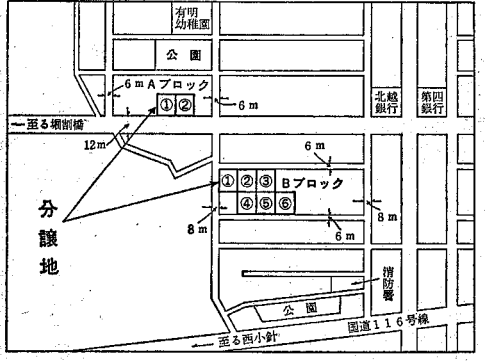 有明
幼稚園
公園
6m
Aブロック
①②
6m
北越
銀行
第四
銀行
←至る堀割橋
12m
6m
①②③
Bブロック
④⑤⑥
8m
8m
6m
分譲地
消防署
公園
国道116号線
←至る西小針